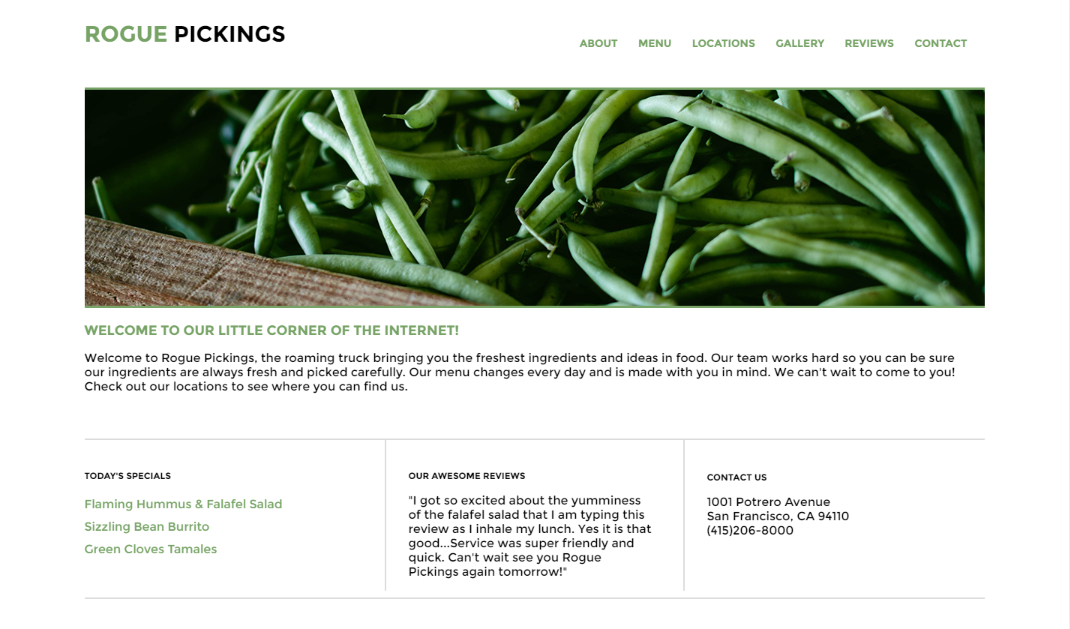 ROGUE PICKINGS
ABOUT MENU LOCATIONS GALLERY REVIEWS CONTACT
WELCOME TO OUR LITTLE CORNER OF THE INTERNET!
Welcome to Rogue Pickings, the roaming truck bringing you the freshest ingredients and ideas in food. Our team works hard so you can be sure
our ingredients are always fresh and picked carefully. Our menu changes every day and is made with you in mind. We can't wait to come to you!
Check out our locations to see where you can find us.
TODAY'S SPECIALS
Flaming Hummus & Falafel Salad
Sizzling Bean Burrito
Green Cloves Tamales
OUR AWESOME REVIEWS
"I got so excited about the yumminess
of the falafel salad that I am typing this
review as I inhale my lunch. Yes it is that
good...Service was super friendly and
quick. Can't wait see you Rogue
Pickings again tomorrow!"
CONTACT US
1001 Potrero Avenue
San Francisco, CA 94110
(415)206-8000